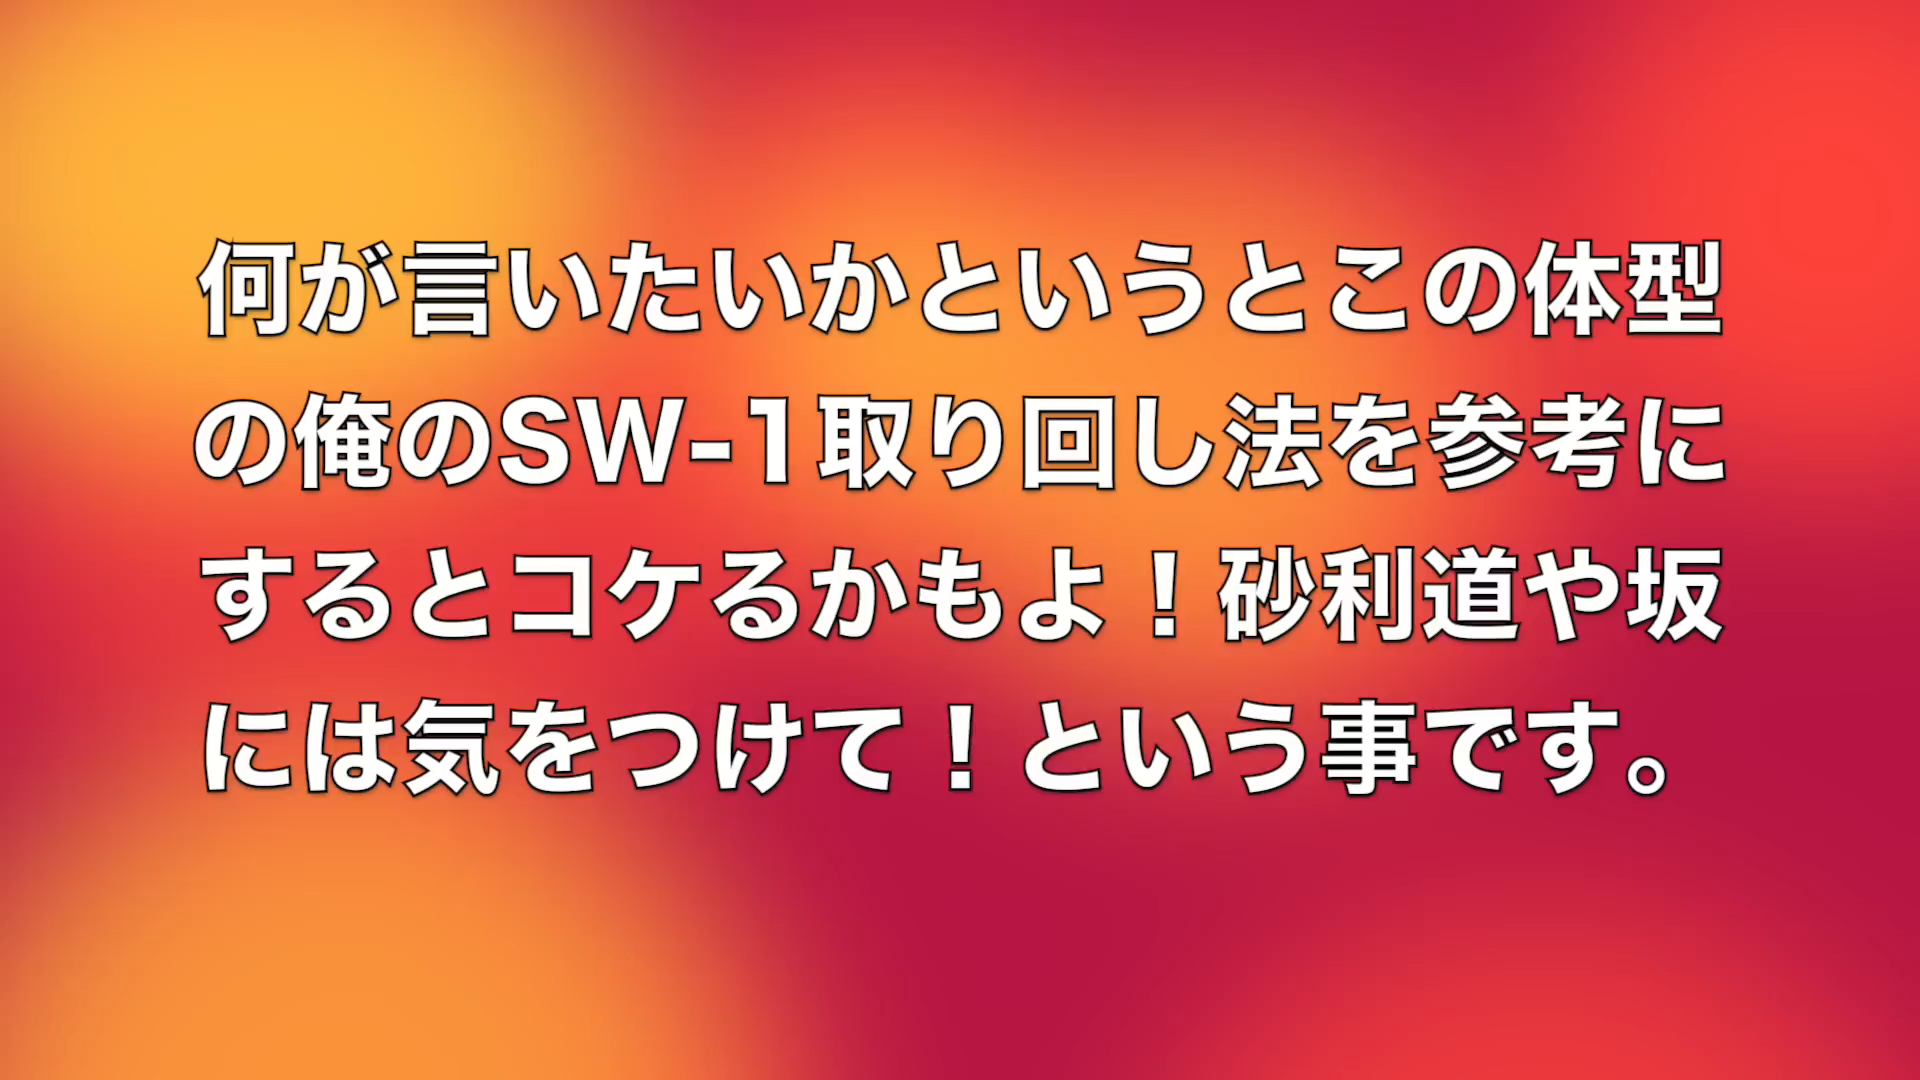 何が言いたいかというとこの体型
の俺のSW-1取り回し法を参考に
するとコケるかもよ！砂利道や坂
には気をつけて！という事です。